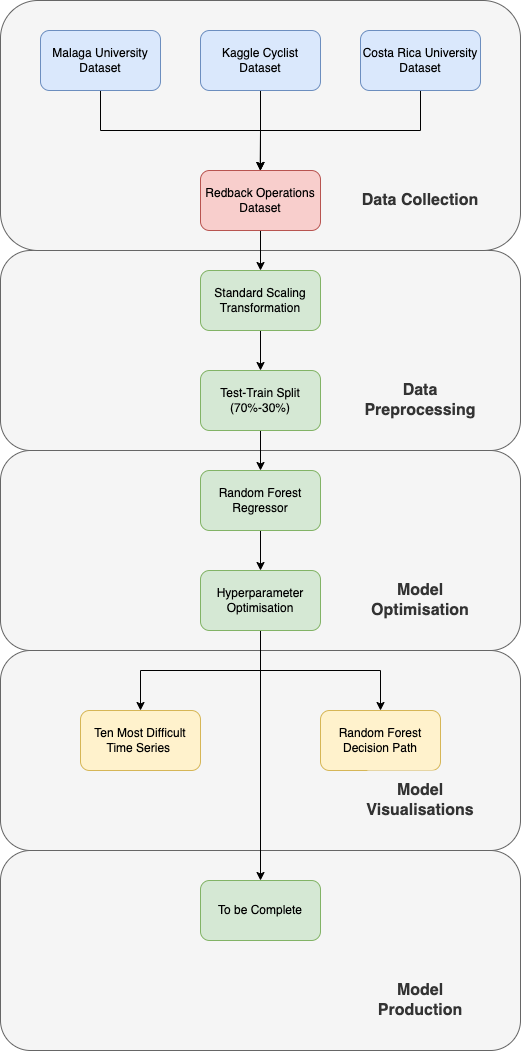 Malaga University
Dataset
Kaggle Cyclist
Dataset
Costa Rica University
Dataset
Redback Operations
Dataset
Data Collection
Standard Scaling
Transformation
Test-Train Split
(70%-30%)
Data
Preprocessing
Random Forest
Regressor
Hyperparameter
Optimisation
Model
Optimisation
Ten Most Difficult
Time Series
Random Forest
Decision Path
Model
Visualisations
To be Complete
Model
Production